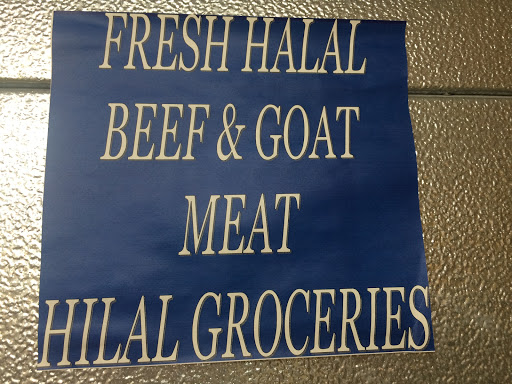 FRESH HALAL
BEEF & GOAT
MEAT
HILAL GROCERIES